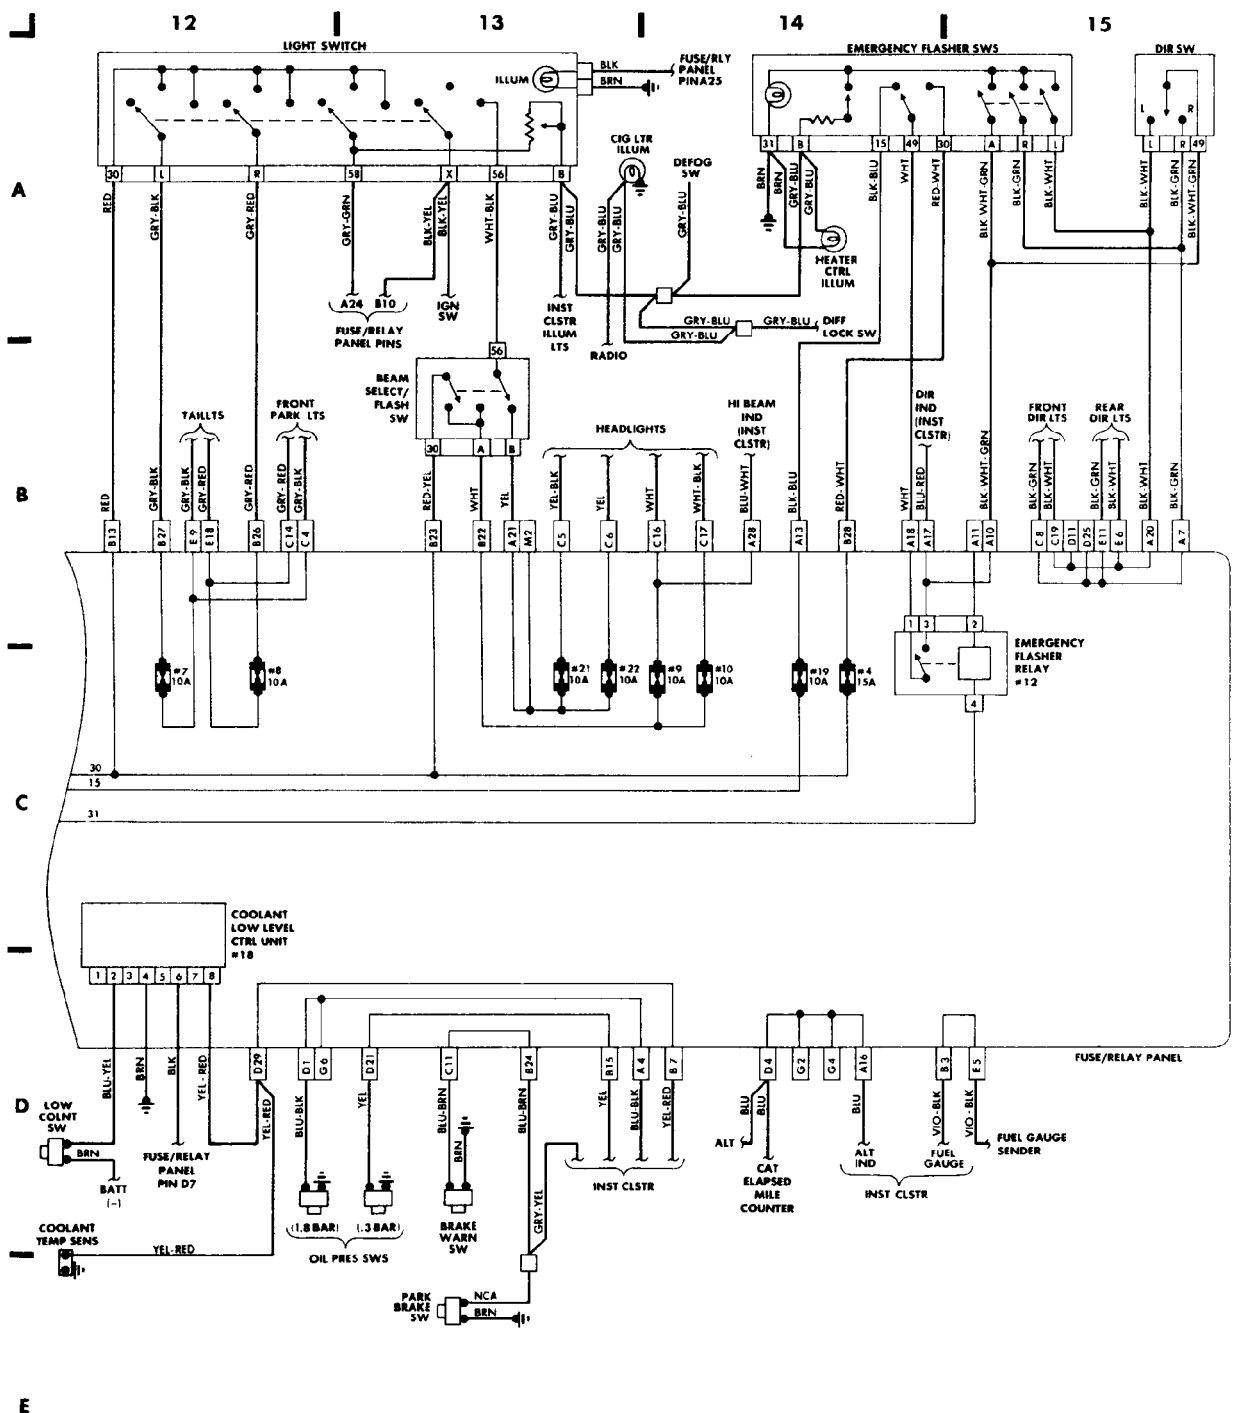 12 13 14 15
LIGHT SWITCH
ILLUM
BLK
BRN
FUSE/RLY
PANEL
PINA25
EMERGENCY FLASHER SWS
DIR SW
L R
30 L R 58 X 56 B
31 B 15 49 30 A R L
L R 49
CIG LTR
ILLUM
DEFOG
SW
A
RED
GRY-BLK
GRY-RED
GRY-GRN
BLK-YEL
BLK-YEL
WHT-BLK
GRY-BLU
GRY-BLU
GRY-BLU
GRY-BLU
GRY-BLU
BRN
BRN
GRY-BLU
GRY-BLU
BLK-BLU
WHT
RED-WHT
BLK-WHT-GRN
BLK-GRN
BLK-WHT
BLK-WHT
BLK-GRN
BLK-WHT-GRN
HEATER
CTRL
ILLUM
A24 B10
FUSE/RELAY
PANEL PINS
IGN
SW
INST
CLSTR
ILLUM
LTS
RADIO
GRY-BLU
GRY-BLU
GRY-BLU
DIFF
LOCK SW
56
BEAM
SELECT/
FLASH
SW
30 A B
TAILLTS
FRONT
PARK LTS
HEADLIGHTS
HI BEAM
IND
(INST
CLSTR)
DIR
IND
(INST
CLSTR)
FRONT
DIR LTS
REAR
DIR LTS
B
RED
GRY-BLK
GRY-BLK
GRY-RED
GRY-RED
GRY-RED
GRY-BLK
RED-YEL
WHT
YEL
YEL-BLK
YEL
WHT
WHT-BLK
BLU-WHT
BLK-BLU
RED-WHT
WHT
BLU-RED
BLK-WHT-GRN
BLK-GRN
BLK-WHT
BLK-GRN
BLK-WHT
BLK-WHT
BLK-GRN
B13 B27 E9 E18 B26 C14 C4 B23 B22 A21 M2 C5 C6 C16 C17 A28 A13 B28 A18 A17 A11 A10 C8 C19 D11 D25 E11 E6 A20 A7
1 3 2
EMERGENCY
FLASHER
RELAY
#12
4
#7
10A
#8
10A
#21
10A
#22
10A
#9
10A
#10
10A
#19
10A
#4
15A
30
15
C
31
COOLANT
LOW LEVEL
CTRL UNIT
#18
1 2 3 4 5 6 7 8
FUSE/RELAY PANEL
D29 D1 G6 D21 C11 B24 B15 A4 B7 D4 G2 G4 A16 B3 E5
D
BLU-YEL
BRN
BLK
YEL-RED
YEL-RED
BLU-BLK
YEL
BLU-BRN
BRN
BLU-BRN
YEL
BLU-BLK
YEL-RED
BLU
BLU
BLU
VIO-BLK
VIO-BLK
LOW
COLNT
SW
BRN
BATT
(-)
FUSE/RELAY
PANEL
PIN D7
INST CLSTR
ALT
CAT
ELAPSED
MILE
COUNTER
ALT
IND
FUEL
GAUGE
INST CLSTR
FUEL GAUGE
SENDER
COOLANT
TEMP SENS
YEL-RED
(1.8 BAR) (.3 BAR)
OIL PRES SWS
BRAKE
WARN
SW
GRY-YEL
PARK
BRAKE
SW
NCA
BRN
E